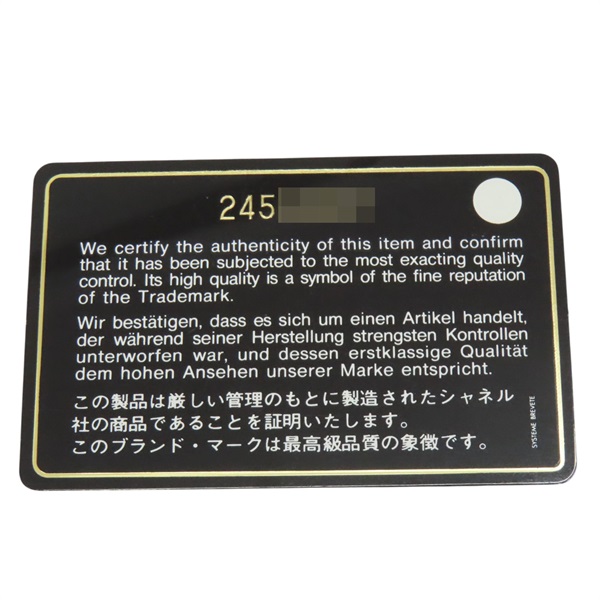 245
We certify the authenticity of this item and confirm
that it has been subjected to the most exacting quality
control. Its high quality is a symbol of the fine reputation
of the Trademark.
Wir bestätigen, dass es sich um einen Artikel handelt,
der während seiner Herstellung strengsten Kontrollen
unterworfen war, und dessen erstklassige Qualität
dem hohen Ansehen unserer Marke entspricht.
この製品は厳しい管理のもとに製造されたシャネル
社の商品であることを証明いたします。
このブランド・マークは最高級品質の象徴です。
SYSTEME BREVETE